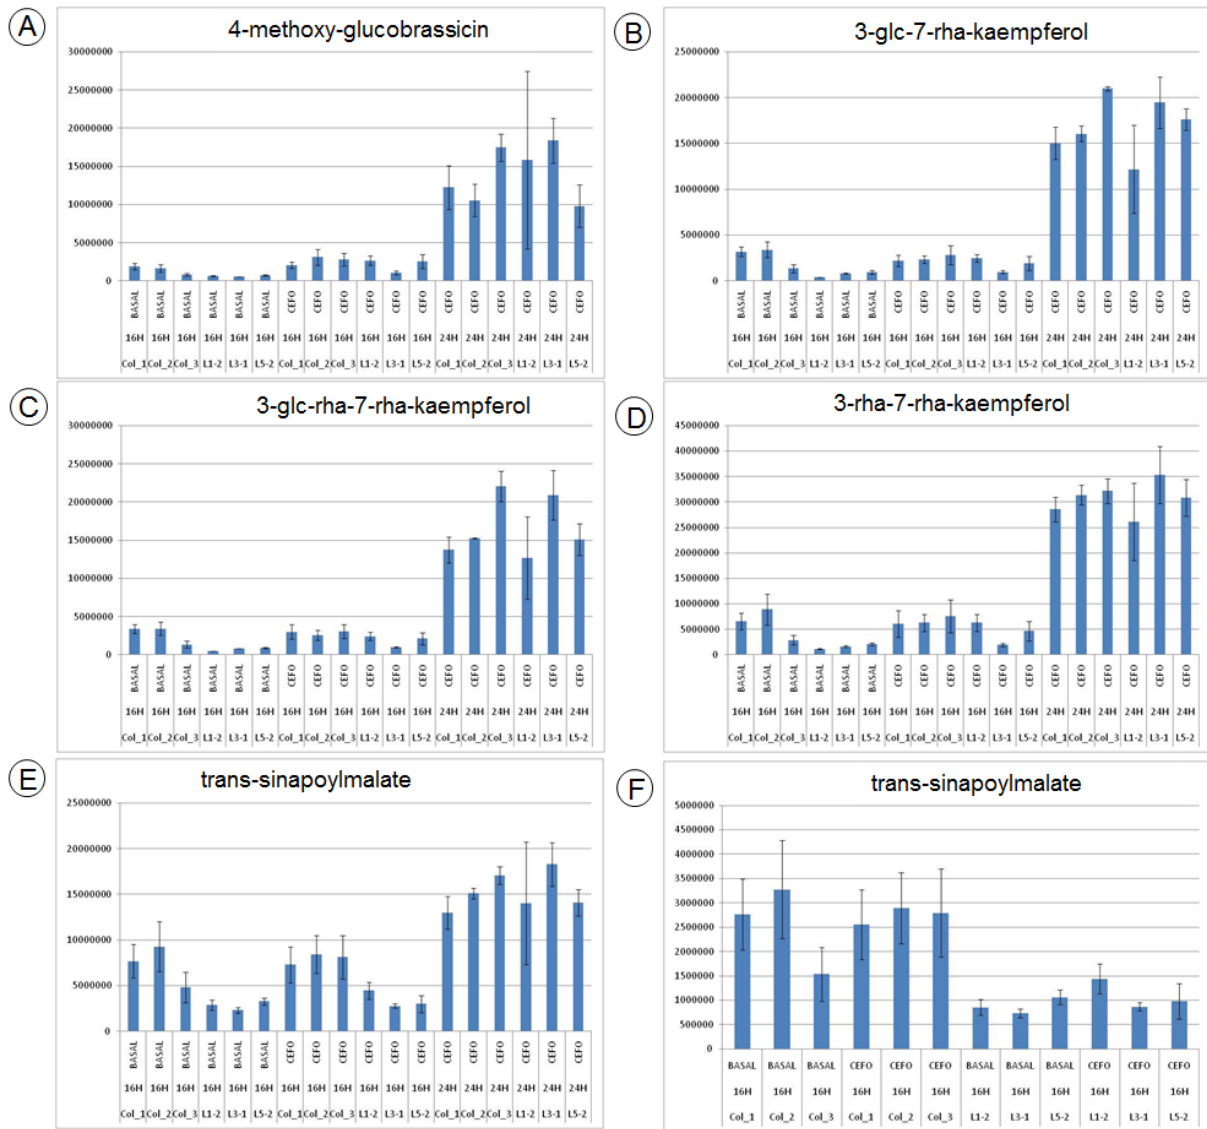 A
4-methoxy-glucobrassicin
30000000
25000000
20000000
15000000
10000000
5000000
0
BASAL BASAL BASAL BASAL BASAL BASAL CEFO CEFO CEFO CEFO CEFO CEFO CEFO CEFO CEFO CEFO CEFO CEFO
16H 16H 16H 16H 16H 16H 16H 16H 16H 16H 16H 16H 24H 24H 24H 24H 24H 24H
Col_1 Col_2 Col_3 L1-2 L3-1 L5-2 Col_1 Col_2 Col_3 L1-2 L3-1 L5-2 Col_1 Col_2 Col_3 L1-2 L3-1 L5-2
B
3-glc-7-rha-kaempferol
25000000
20000000
15000000
10000000
5000000
0
BASAL BASAL BASAL BASAL BASAL BASAL CEFO CEFO CEFO CEFO CEFO CEFO CEFO CEFO CEFO CEFO CEFO CEFO
16H 16H 16H 16H 16H 16H 16H 16H 16H 16H 16H 16H 24H 24H 24H 24H 24H 24H
Col_1 Col_2 Col_3 L1-2 L3-1 L5-2 Col_1 Col_2 Col_3 L1-2 L3-1 L5-2 Col_1 Col_2 Col_3 L1-2 L3-1 L5-2
C
3-glc-rha-7-rha-kaempferol
30000000
25000000
20000000
15000000
10000000
5000000
0
BASAL BASAL BASAL BASAL BASAL BASAL CEFO CEFO CEFO CEFO CEFO CEFO CEFO CEFO CEFO CEFO CEFO CEFO
16H 16H 16H 16H 16H 16H 16H 16H 16H 16H 16H 16H 24H 24H 24H 24H 24H 24H
Col_1 Col_2 Col_3 L1-2 L3-1 L5-2 Col_1 Col_2 Col_3 L1-2 L3-1 L5-2 Col_1 Col_2 Col_3 L1-2 L3-1 L5-2
D
3-rha-7-rha-kaempferol
45000000
40000000
35000000
30000000
25000000
20000000
15000000
10000000
5000000
0
BASAL BASAL BASAL BASAL BASAL BASAL CEFO CEFO CEFO CEFO CEFO CEFO CEFO CEFO CEFO CEFO CEFO CEFO
16H 16H 16H 16H 16H 16H 16H 16H 16H 16H 16H 16H 24H 24H 24H 24H 24H 24H
Col_1 Col_2 Col_3 L1-2 L3-1 L5-2 Col_1 Col_2 Col_3 L1-2 L3-1 L5-2 Col_1 Col_2 Col_3 L1-2 L3-1 L5-2
E
trans-sinapoylmalate
25000000
20000000
15000000
10000000
5000000
0
BASAL BASAL BASAL BASAL BASAL BASAL CEFO CEFO CEFO CEFO CEFO CEFO CEFO CEFO CEFO CEFO CEFO CEFO
16H 16H 16H 16H 16H 16H 16H 16H 16H 16H 16H 16H 24H 24H 24H 24H 24H 24H
Col_1 Col_2 Col_3 L1-2 L3-1 L5-2 Col_1 Col_2 Col_3 L1-2 L3-1 L5-2 Col_1 Col_2 Col_3 L1-2 L3-1 L5-2
F
trans-sinapoylmalate
5000000
4500000
4000000
3500000
3000000
2500000
2000000
1500000
1000000
500000
0
BASAL BASAL BASAL CEFO CEFO CEFO BASAL BASAL BASAL CEFO CEFO CEFO
16H 16H 16H 16H 16H 16H 16H 16H 16H 16H 16H 16H
Col_1 Col_2 Col_3 Col_1 Col_2 Col_3 L1-2 L3-1 L5-2 L1-2 L3-1 L5-2